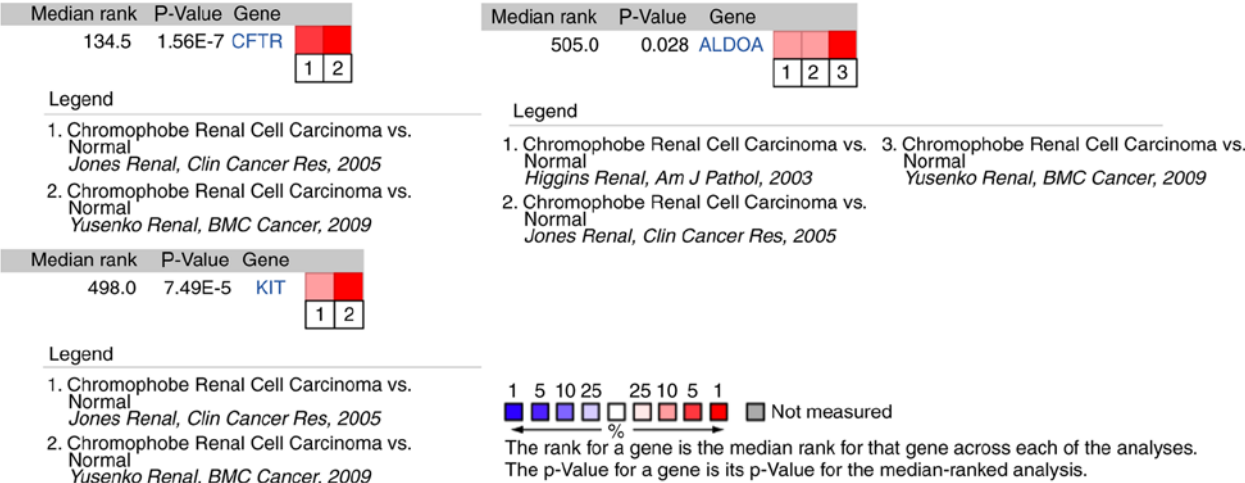 Median rank P-Value Gene
134.5 1.56E-7 CFTR
1 2
Legend
1. Chromophobe Renal Cell Carcinoma vs.
Normal
Jones Renal, Clin Cancer Res, 2005
2. Chromophobe Renal Cell Carcinoma vs.
Normal
Yusenko Renal, BMC Cancer, 2009
Median rank P-Value Gene
498.0 7.49E-5 KIT
1 2
Legend
1. Chromophobe Renal Cell Carcinoma vs.
Normal
Jones Renal, Clin Cancer Res, 2005
2. Chromophobe Renal Cell Carcinoma vs.
Normal
Yusenko Renal, BMC Cancer, 2009
Median rank P-Value Gene
505.0 0.028 ALDOA
1 2 3
Legend
1. Chromophobe Renal Cell Carcinoma vs.
Normal
Higgins Renal, Am J Pathol, 2003
2. Chromophobe Renal Cell Carcinoma vs.
Normal
Jones Renal, Clin Cancer Res, 2005
3. Chromophobe Renal Cell Carcinoma vs.
Normal
Yusenko Renal, BMC Cancer, 2009
1 5 10 25 25 10 5 1
Not measured
%
The rank for a gene is the median rank for that gene across each of the analyses.
The p-Value for a gene is its p-Value for the median-ranked analysis.